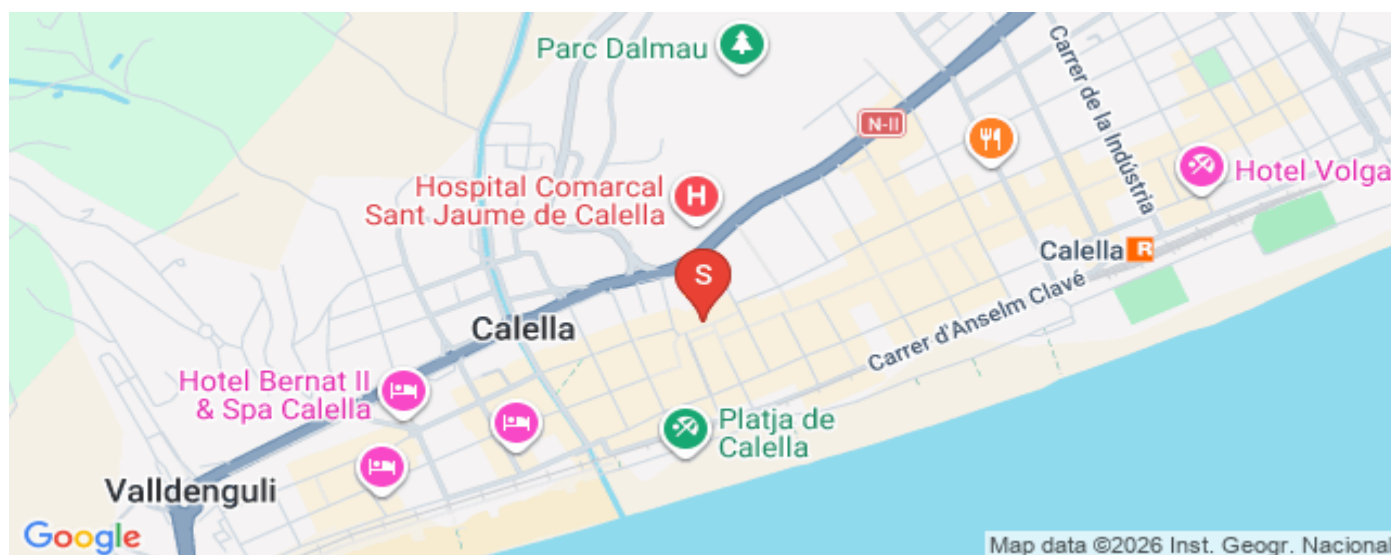 Parc Dalmau
N-II
Carrer de la Indústria
Hotel Volga
Hospital Comarcal
Sant Jaume de Calella
H
Calella
R
S
Calella
Carrer d'Anselm Clavé
Hotel Bernat II
& Spa Calella
Platja de
Calella
Valldenguli
Google
Map data ©2026 Inst. Geogr. Nacional